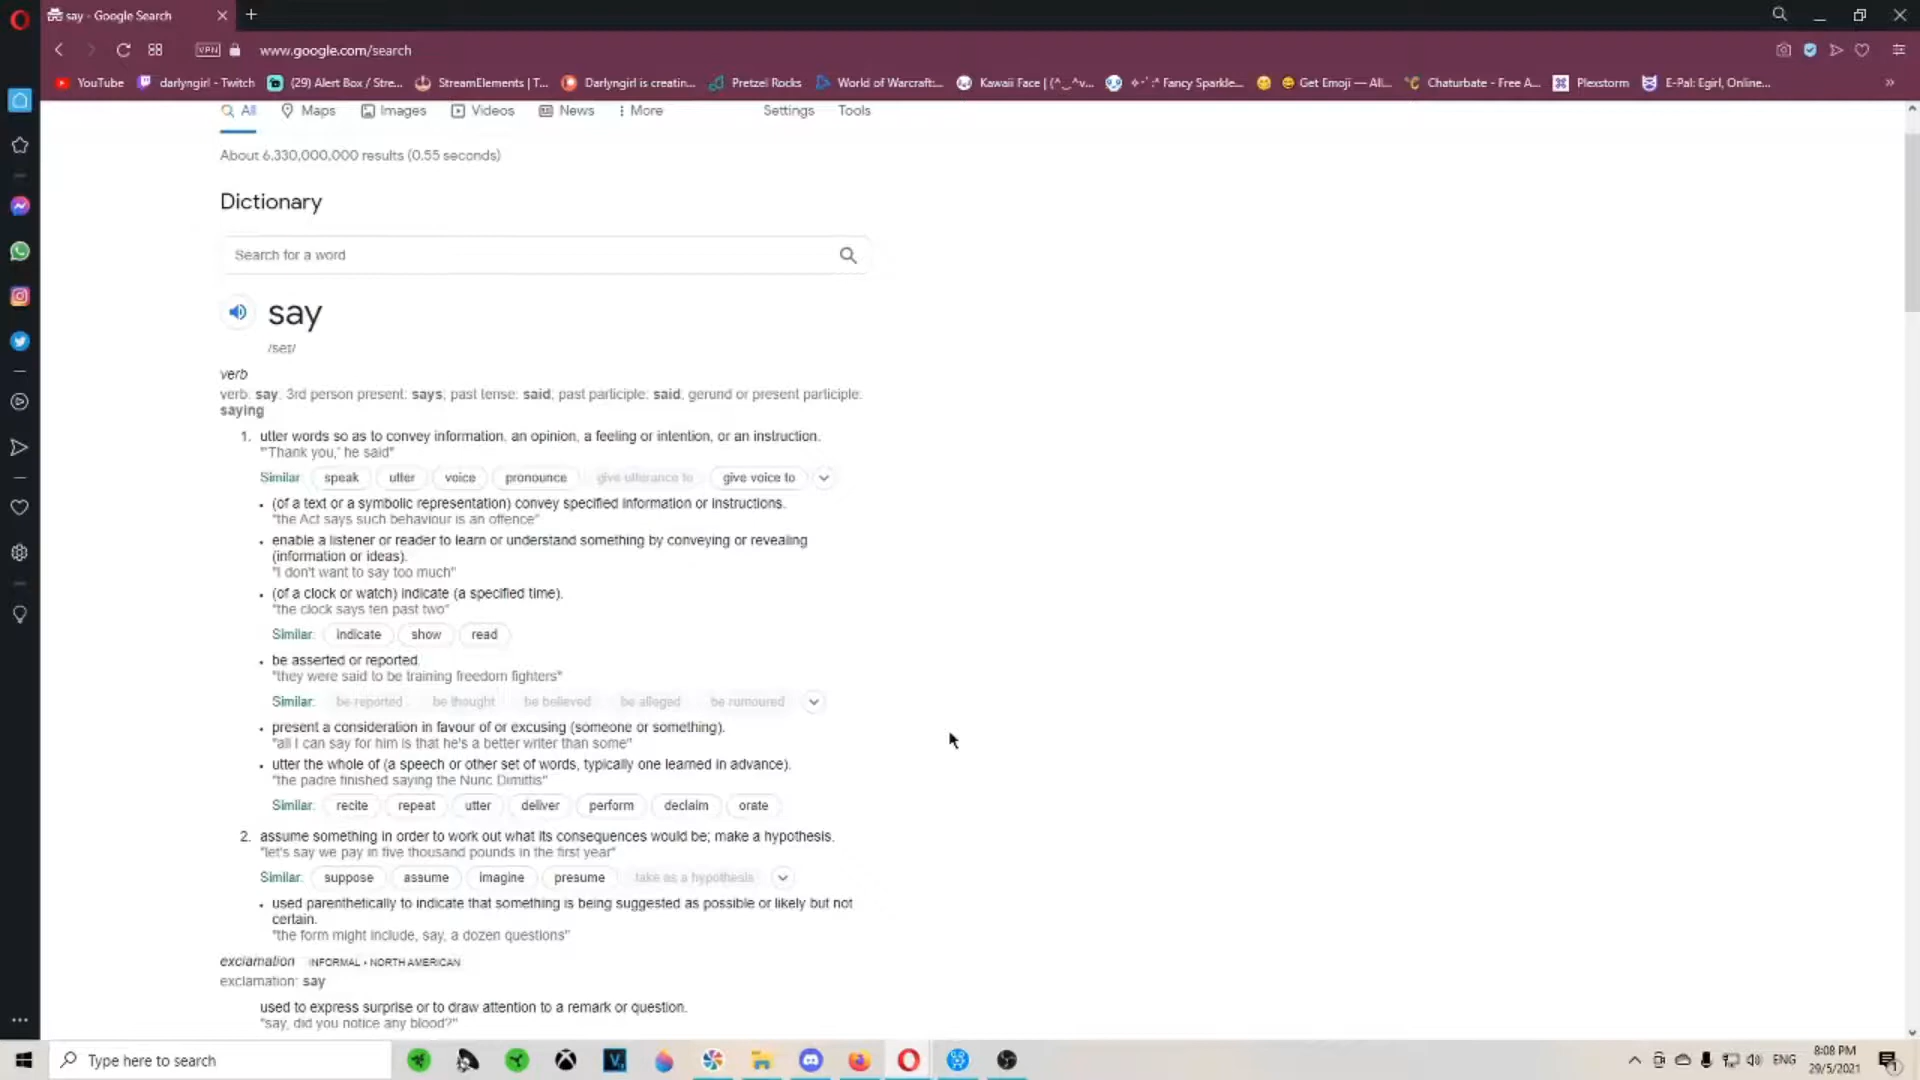 say - Google Search
VPN
www.google.com/search
YouTube
darlyngirl - Twitch
(29) Alert Box / Stre...
StreamElements | T...
Darlyngirl is creatin...
Pretzel Rocks
World of Warcraft:...
Kawaii Face | (^‿^v...
Fancy Sparkle...
Get Emoji — All...
Chaturbate - Free A...
Plexstorm
E-Pal: Egirl, Online...
All
Maps
Images
Videos
News
More
Settings
Tools
About 6,330,000,000 results (0.55 seconds)
Dictionary
Search for a word
say
/seɪ/
verb
verb: say; 3rd person present: says; past tense: said; past participle: said; gerund or present participle:
saying
1. utter words so as to convey information, an opinion, a feeling or intention, or an instruction.
"'Thank you,' he said"
Similar: speak utter voice pronounce give utterance to give voice to
• (of a text or a symbolic representation) convey specified information or instructions.
"the Act says such behaviour is an offence"
• enable a listener or reader to learn or understand something by conveying or revealing
(information or ideas).
"I don't want to say too much"
• (of a clock or watch) indicate (a specified time).
"the clock says ten past two"
Similar: indicate show read
• be asserted or reported.
"they were said to be training freedom fighters"
Similar: be reported be thought be believed be alleged be rumoured
• present a consideration in favour of or excusing (someone or something).
"all I can say for him is that he's a better writer than some"
• utter the whole of (a speech or other set of words, typically one learned in advance).
"the padre finished saying the Nunc Dimittis"
Similar: recite repeat utter deliver perform declaim orate
2. assume something in order to work out what its consequences would be; make a hypothesis.
"let's say we pay in five thousand pounds in the first year"
Similar: suppose assume imagine presume take as a hypothesis
• used parenthetically to indicate that something is being suggested as possible or likely but not
certain.
"the form might include, say, a dozen questions"
exclamation INFORMAL • NORTH AMERICAN
exclamation: say
used to express surprise or to draw attention to a remark or question.
"say, did you notice any blood?"
Type here to search
ENG
8:08 PM
29/5/2021